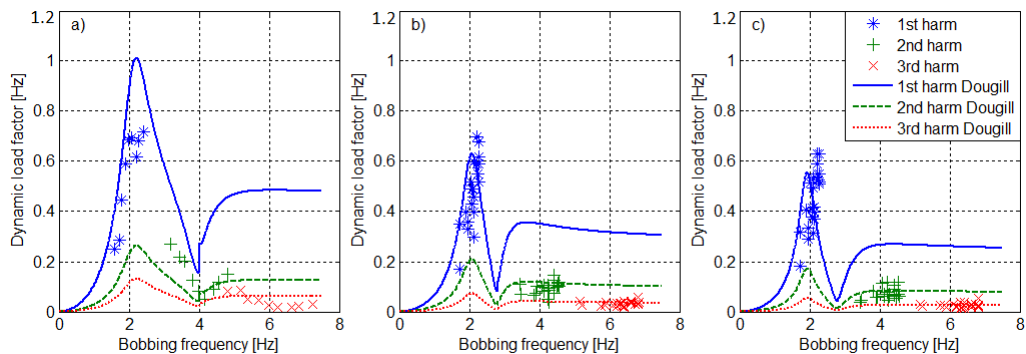 a)
Dynamic load factor [Hz]
1.2
1
0.8
0.6
0.4
0.2
0
0 2 4 6 8
Bobbing frequency [Hz]
b)
Dynamic load factor [Hz]
1.2
1
0.8
0.6
0.4
0.2
0
0 2 4 6 8
Bobbing frequency [Hz]
c)
Dynamic load factor [Hz]
1.2
1
0.8
0.6
0.4
0.2
0
0 2 4 6 8
Bobbing frequency [Hz]
1st harm
2nd harm
3rd harm
1st harm Dougill
2nd harm Dougill
3rd harm Dougill